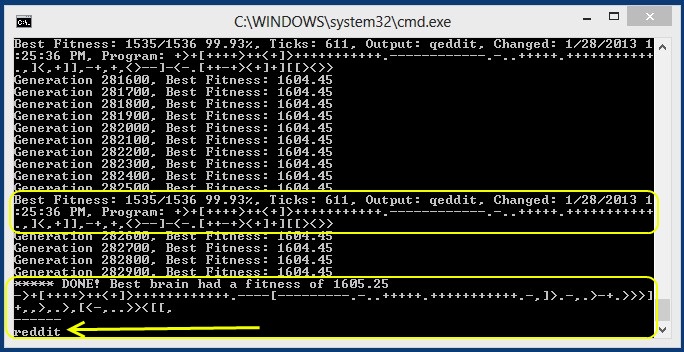 C:\WINDOWS\system32\cmd.exe
Best Fitness: 1535/1536 99.93%, Ticks: 611, Output: qeddit, Changed: 1/28/2013 1
:25:36 PM, Program: +>+[++++>++<+]>+++++++++++.-------------.-..+++++.+++++++++++
.,]<,+]],-+,+,<>--]-<-.[++-+><+]+][[><>>
Generation 281600, Best Fitness: 1604.45
Generation 281700, Best Fitness: 1604.45
Generation 281800, Best Fitness: 1604.45
Generation 281900, Best Fitness: 1604.45
Generation 282000, Best Fitness: 1604.45
Generation 282100, Best Fitness: 1604.45
Generation 282200, Best Fitness: 1604.45
Generation 282300, Best Fitness: 1604.45
Generation 282400, Best Fitness: 1604.45
Generation 282500, Best Fitness: 1604.45
Best Fitness: 1535/1536 99.93%, Ticks: 611, Output: qeddit, Changed: 1/28/2013 1
:25:36 PM, Program: +>+[++++>++<+]>+++++++++++.-------------.-..+++++.+++++++++++
.,]<,+]],-+,+,<>--]-<-.[++-+><+]+][[><>>
Generation 282600, Best Fitness: 1604.45
Generation 282700, Best Fitness: 1604.45
Generation 282800, Best Fitness: 1604.45
Generation 282900, Best Fitness: 1604.45
***** DONE! Best brain had a fitness of 1605.25
->+[++++>++<+]>++++++++++++.----[---------.-..+++++.+++++++++++.-,]>.-,.>-+.>>>]
+,,>,..>,[<-,..>><[[,
------
reddit